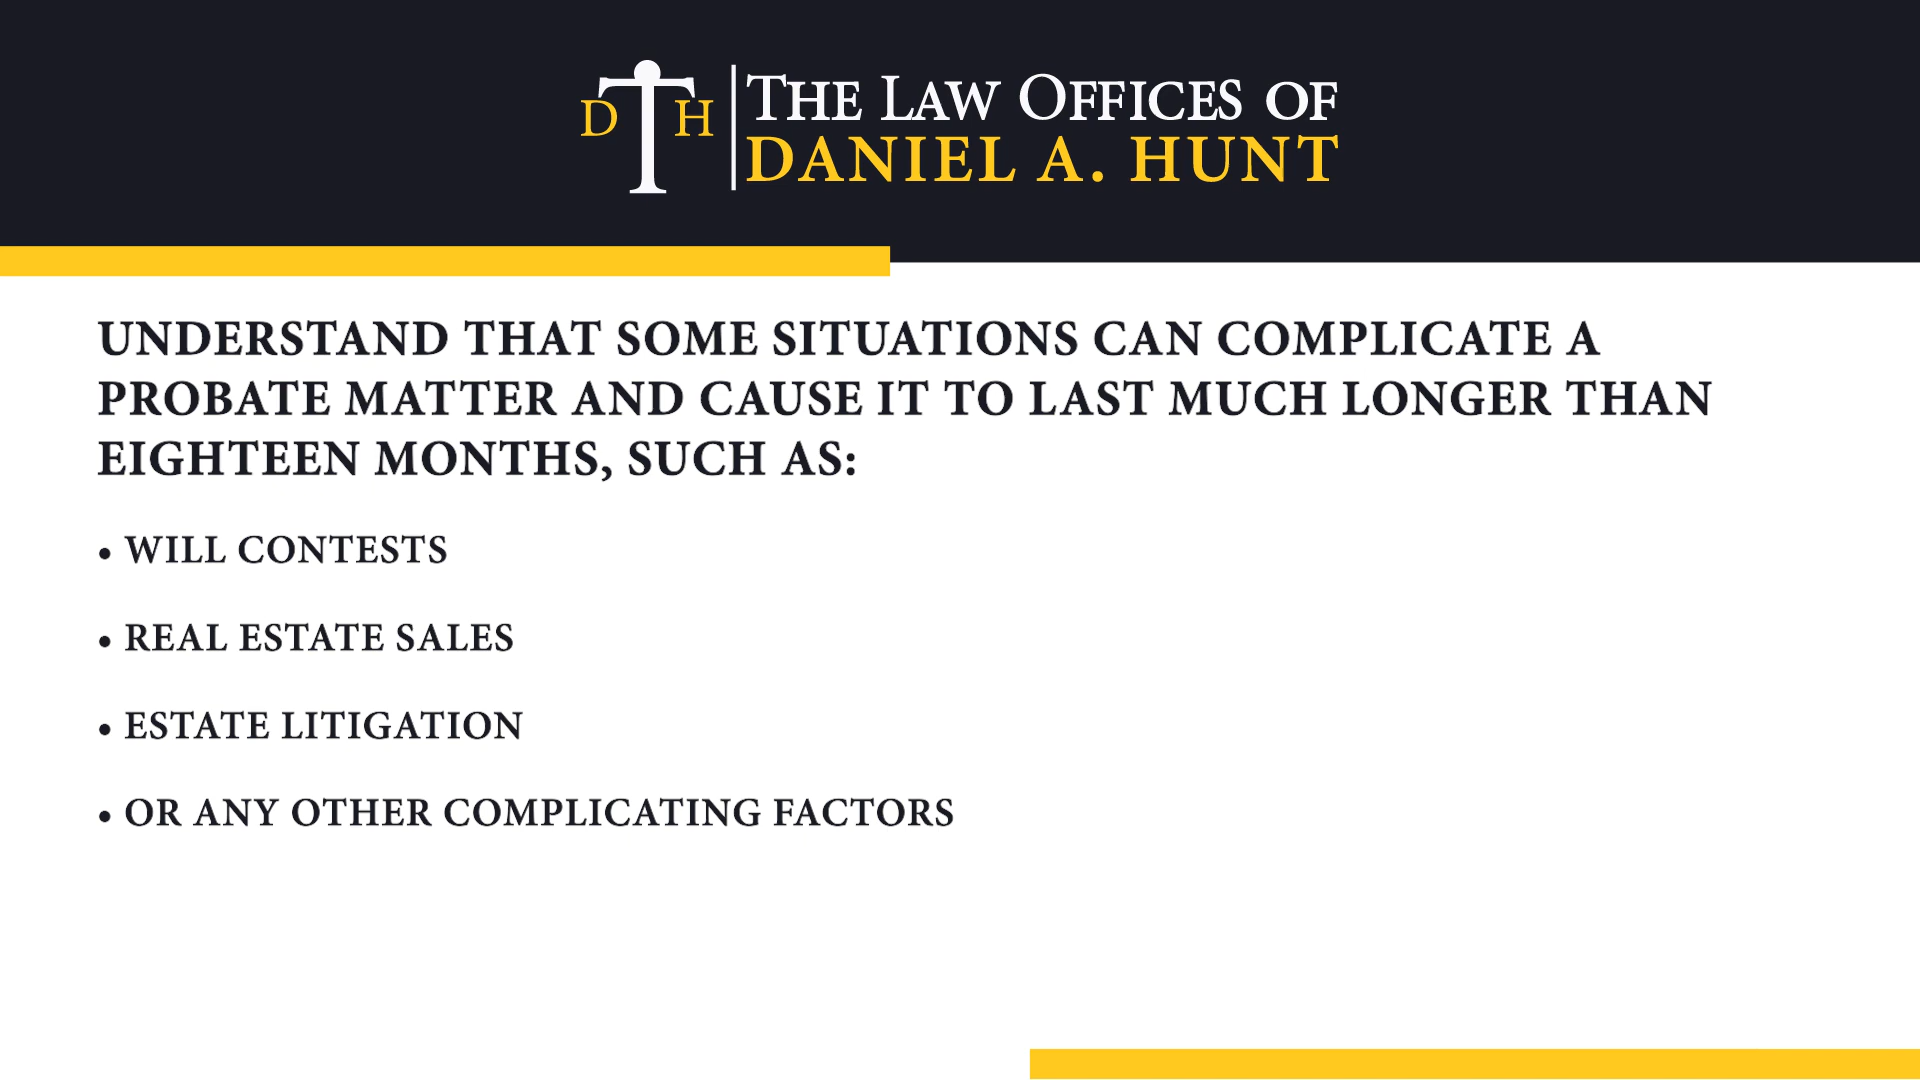 D H
THE LAW OFFICES OF
DANIEL A. HUNT
UNDERSTAND THAT SOME SITUATIONS CAN COMPLICATE A
PROBATE MATTER AND CAUSE IT TO LAST MUCH LONGER THAN
EIGHTEEN MONTHS, SUCH AS:
• WILL CONTESTS
• REAL ESTATE SALES
• ESTATE LITIGATION
• OR ANY OTHER COMPLICATING FACTORS